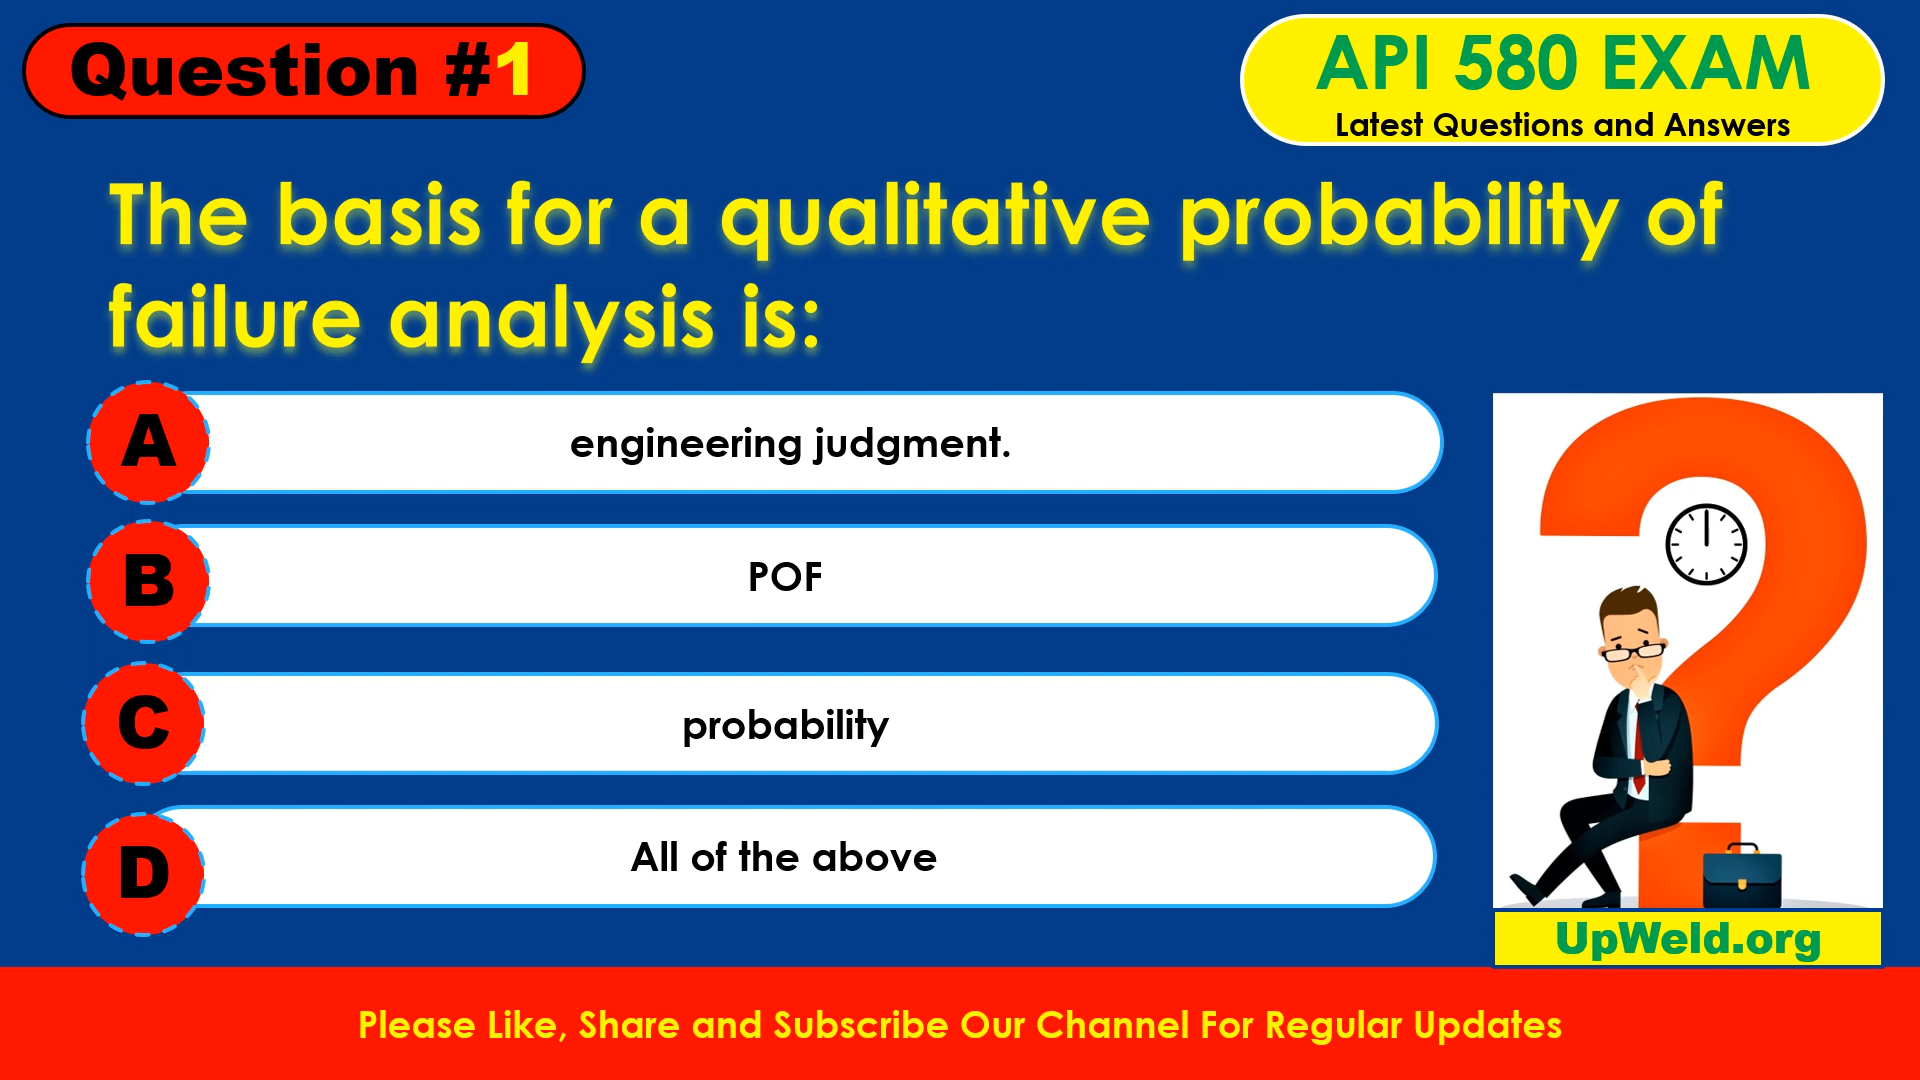 Question #1
API 580 EXAM
Latest Questions and Answers
The basis for a qualitative probability of
failure analysis is:
A
engineering judgment.
B
POF
C
probability
D
All of the above
UpWeld.org
Please Like, Share and Subscribe Our Channel For Regular Updates